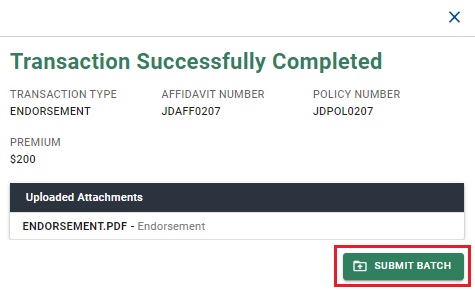 Transaction Successfully Completed
TRANSACTION TYPE AFFIDAVIT NUMBER POLICY NUMBER
ENDORSEMENT JDAFF0207 JDPOL0207
PREMIUM
$200
Uploaded Attachments
ENDORSEMENT.PDF - Endorsement
SUBMIT BATCH